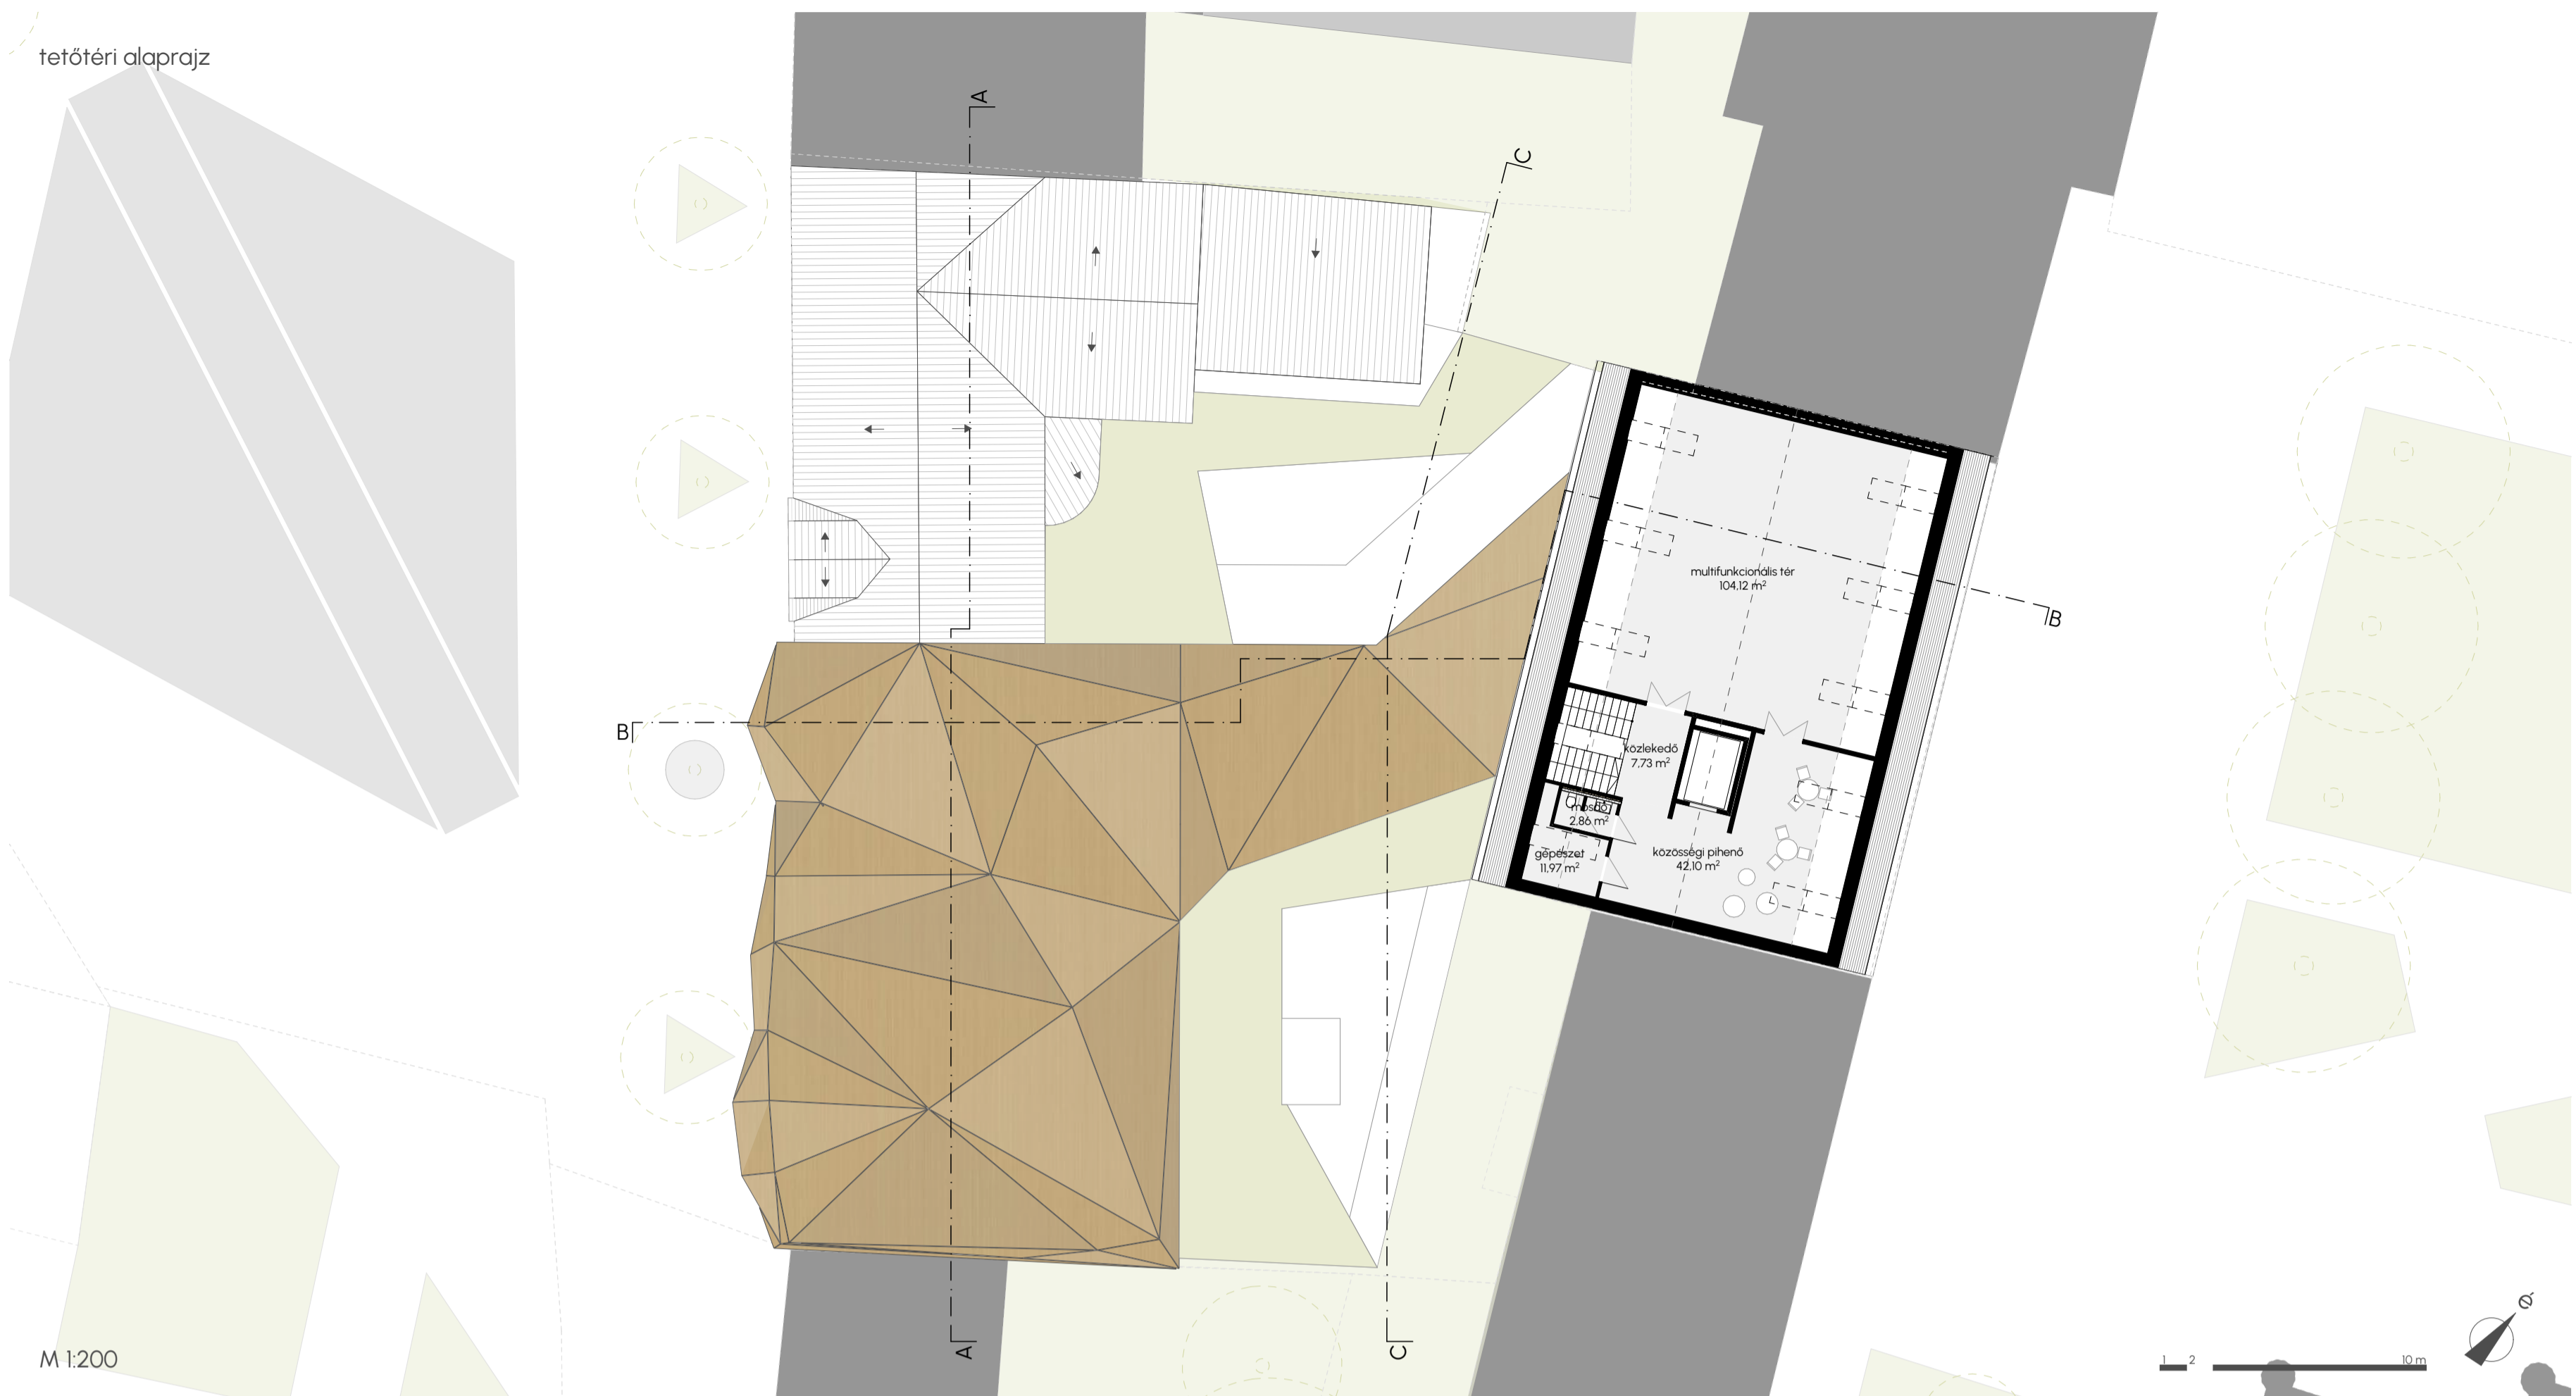 tetőtéri alaprajz
A
C
multifunkcionális tér
104,12 m²
B
B
közlekedő
7,73 m²
mosdó
2,86 m²
gépészet
11,97 m²
közösségi pihenő
42,10 m²
A
C
M 1:200
1 2 10 m
É